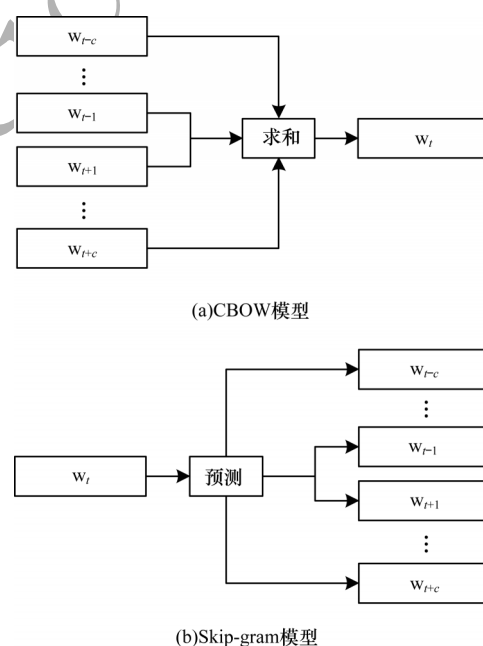 w_{t-c}
⋮
w_{t-1}
求和
w_t
w_{t+1}
⋮
w_{t+c}
(a)CBOW模型
w_{t-c}
⋮
w_{t-1}
w_t
预测
w_{t+1}
⋮
w_{t+c}
(b)Skip-gram模型